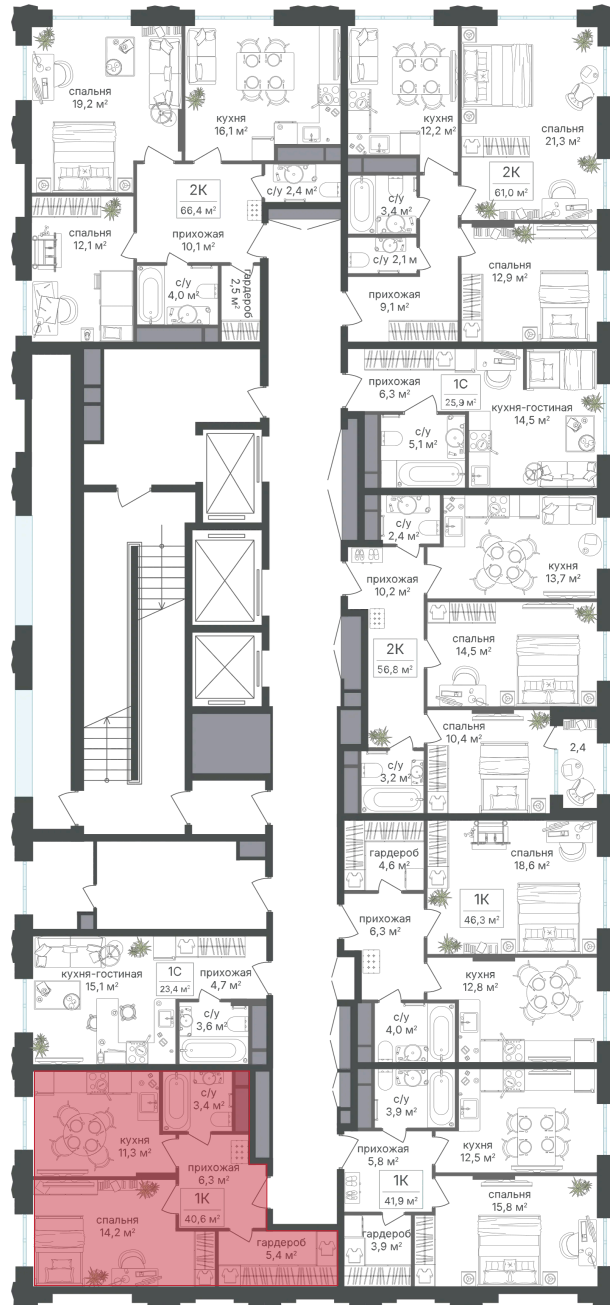 спальня
19,2 м²
кухня
16,1 м²
кухня
12,2 м²
спальня
21,3 м²
2К
66,4 м²
с/у 2,4 м²
2К
61,0 м²
с/у
3,4 м²
прихожая
10,1 м²
спальня
12,1 м²
с/у
4,0 м²
гардероб
2,5 м²
с/у 2,1 м
прихожая
9,1 м²
спальня
12,9 м²
прихожая
6,3 м²
1С
25,9 м²
кухня-гостиная
14,5 м²
с/у
5,1 м²
с/у
2,4 м²
кухня
13,7 м²
прихожая
10,2 м²
2К
56,8 м²
спальня
14,5 м²
спальня
10,4 м²
2,4
с/у
3,2 м²
гардероб
4,6 м²
спальня
18,6 м²
1К
46,3 м²
прихожая
6,3 м²
кухня
12,8 м²
с/у
4,0 м²
кухня-гостиная
15,1 м²
1С
23,4 м²
прихожая
4,7 м²
с/у
3,6 м²
с/у
3,4 м²
кухня
11,3 м²
прихожая
6,3 м²
1К
40,6 м²
спальня
14,2 м²
гардероб
5,4 м²
с/у
3,9 м²
кухня
12,5 м²
прихожая
5,8 м²
1К
41,9 м²
спальня
15,8 м²
гардероб
3,9 м²